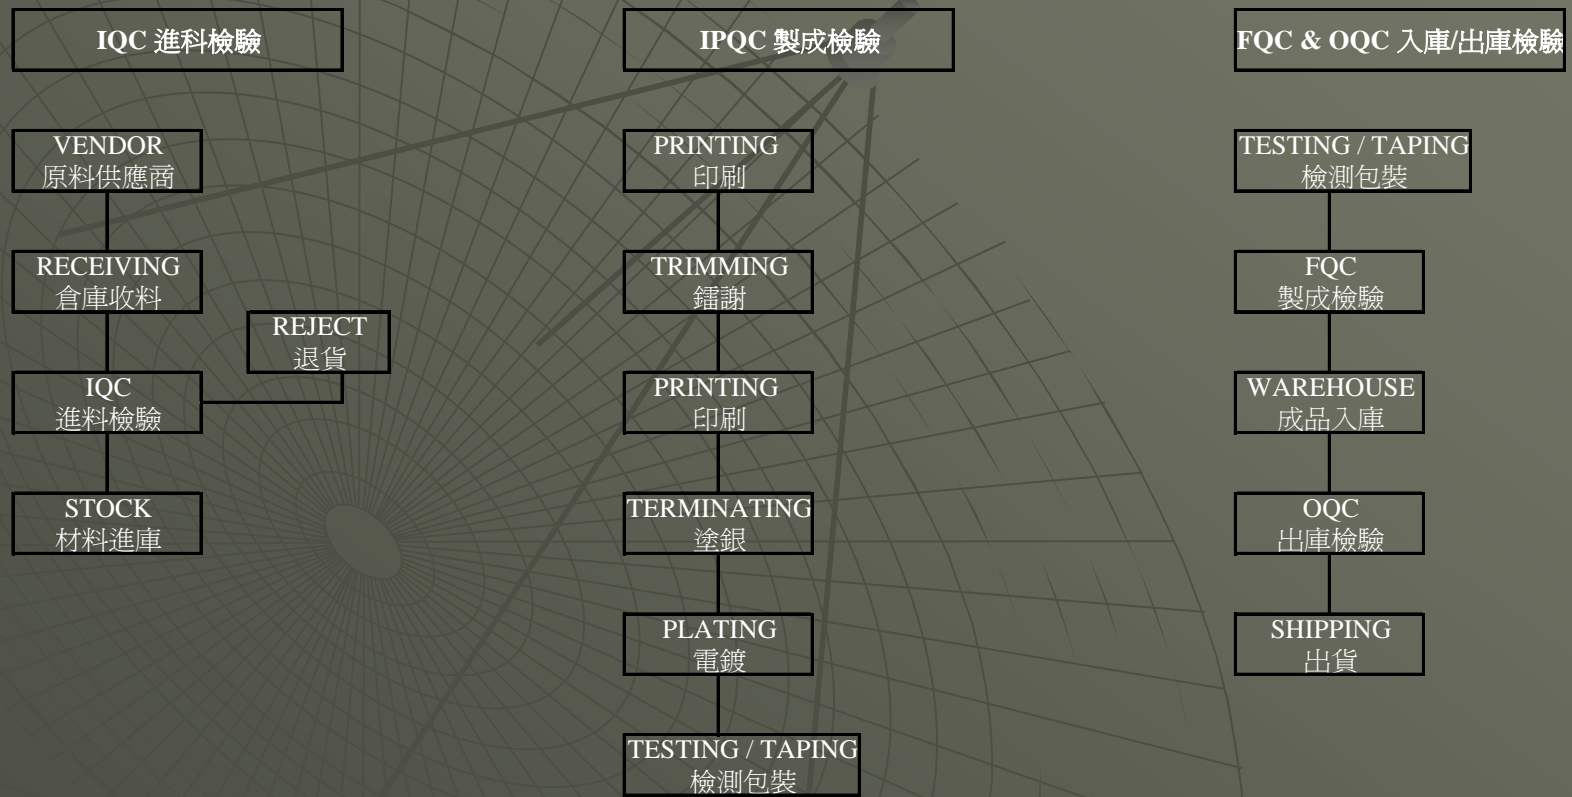 IQC 進科檢驗
VENDOR
原料供應商
RECEIVING
倉庫收料
REJECT
退貨
IQC
進料檢驗
STOCK
材料進庫
IPQC 製成檢驗
PRINTING
印刷
TRIMMING
鐳謝
PRINTING
印刷
TERMINATING
塗銀
PLATING
電鍍
TESTING / TAPING
檢測包裝
FQC & OQC 入庫/出庫檢驗
TESTING / TAPING
檢測包裝
FQC
製成檢驗
WAREHOUSE
成品入庫
OQC
出庫檢驗
SHIPPING
出貨